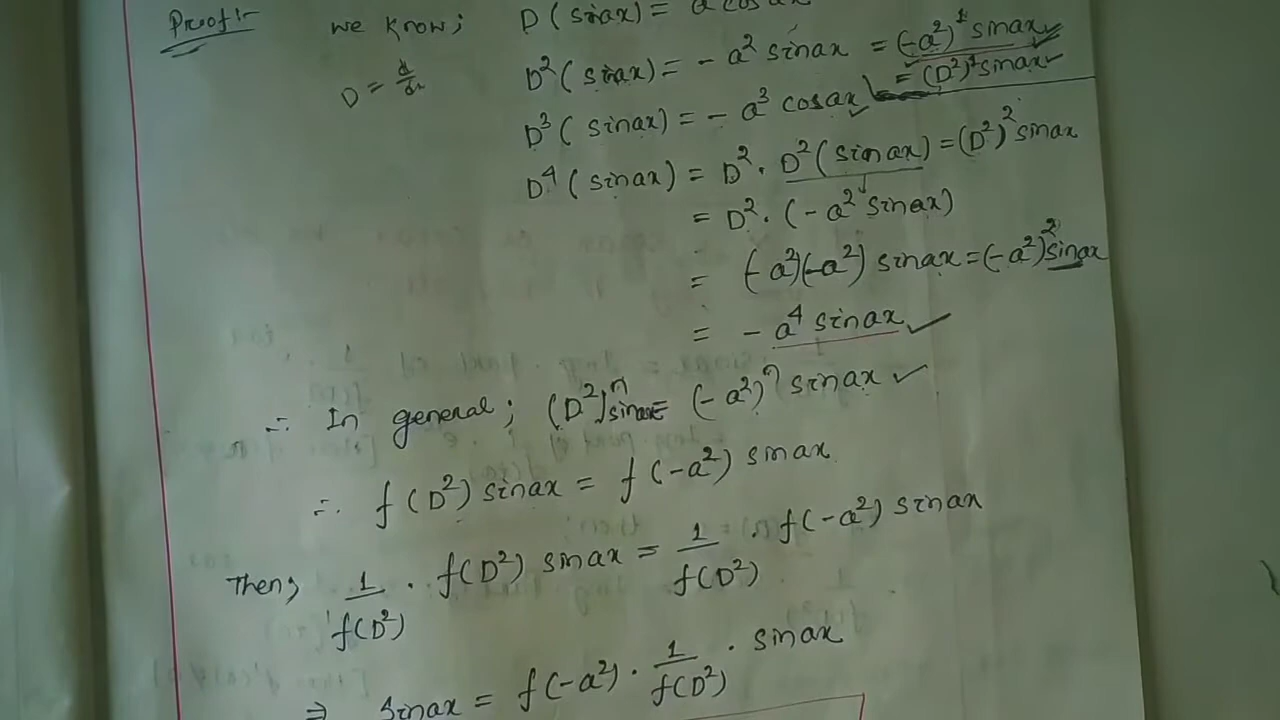 Proof:- we know; D(sinax) = a cosax
D = d/dx D²(sinax) = - a² sinax = (-a²)¹ sinax
= (D²)¹ sinax
D³(sinax) = - a³ cosax
D⁴(sinax) = D² . D²(sinax) = (D²)² sinax
= D² . (- a² sinax)
= (-a²)(-a²) sinax = (-a²)² sinax
= - a⁴ sinax
∴ In general; (D²)ⁿ sinax = (-a²)ⁿ sinax
∴ f(D²) sinax = f(-a²) sinax
Then; 1/f(D²) . f(D²) sinax = 1/f(D²) . f(-a²) sinax
⇒ sinax = f(-a²) . 1/f(D²) . sinax